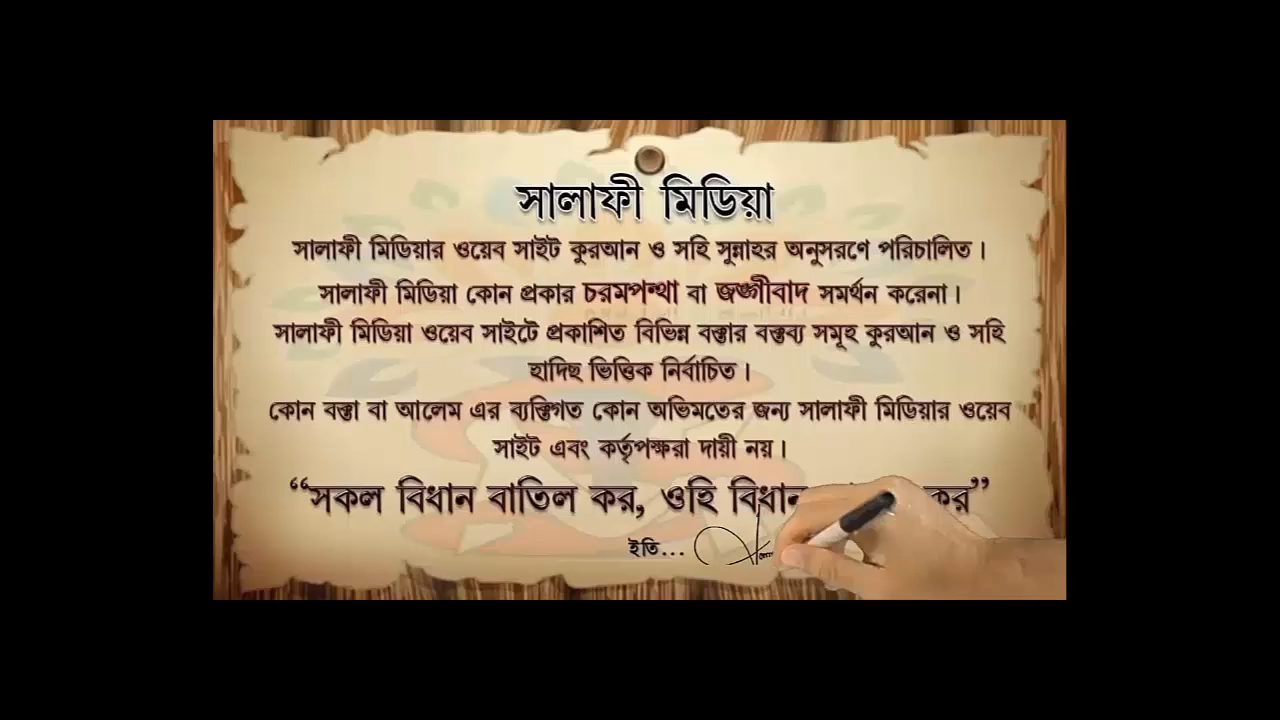 সালাফী মিডিয়া
সালাফী মিডিয়ার ওয়েব সাইট কুরআন ও সহি সুন্নাহর অনুসরণে পরিচালিত।
সালাফী মিডিয়া কোন প্রকার চরমপন্থা বা জঙ্গীবাদ সমর্থন করেনা।
সালাফী মিডিয়া ওয়েব সাইটে প্রকাশিত বিভিন্ন বক্তার বক্তব্য সমূহ কুরআন ও সহি
হাদিছ ভিত্তিক নির্বাচিত।
কোন বক্তা বা আলেম এর ব্যক্তিগত কোন অভিমতের জন্য সালাফী মিডিয়ার ওয়েব
সাইট এবং কর্তৃপক্ষরা দায়ী নয়।
“সকল বিধান বাতিল কর, ওহি বিধান কর”
ইতি...